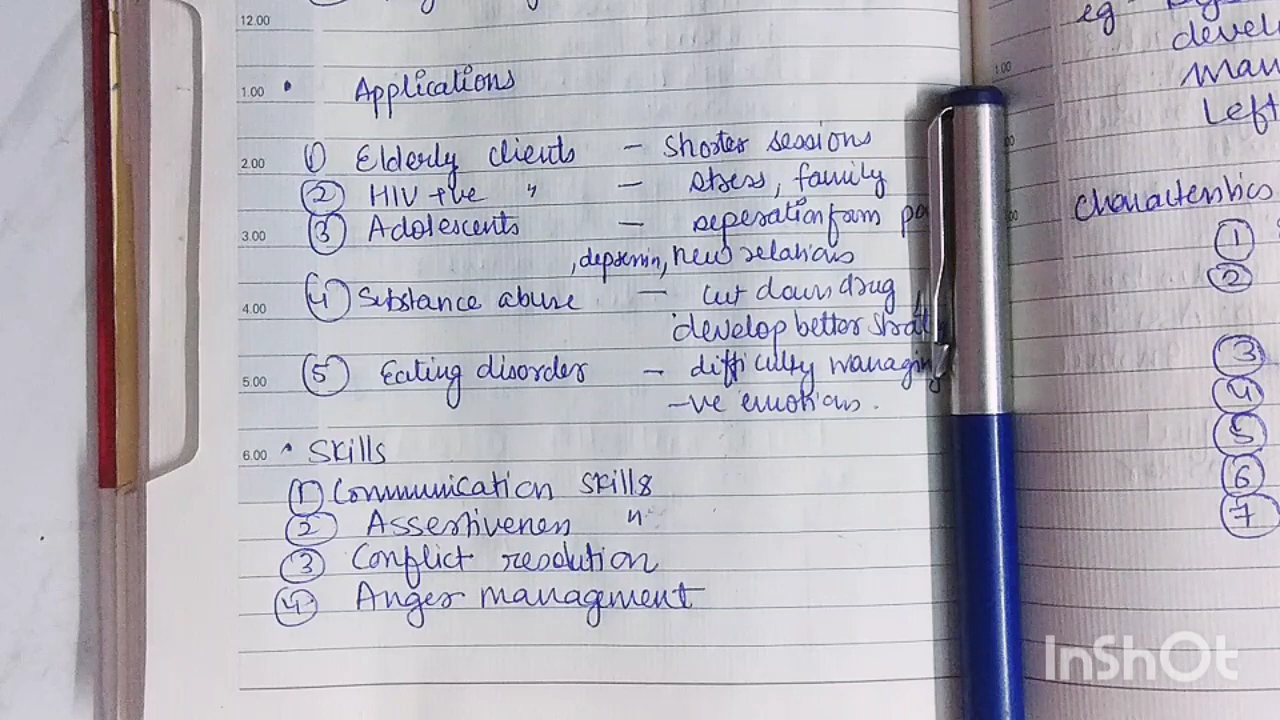 12.00
1.00 • Applications
2.00 ① Elderly clients - shorter sessions
② HIV +ve " - stress, family
3.00 ③ Adolescents - seperation from pa
, depression, new relations
4.00 ④ Substance abuse - cut down drug
develop better strat
5.00 ⑤ Eating disorder - difficulty managing
-ve emotions.
6.00 • Skills
① Communication skills
② Assertiveness "
③ Conflict resolution
④ Anger managment
eg
devel
1.00
man
left
characteristics
①
②
③
④
⑤
⑥
⑦
InShOt